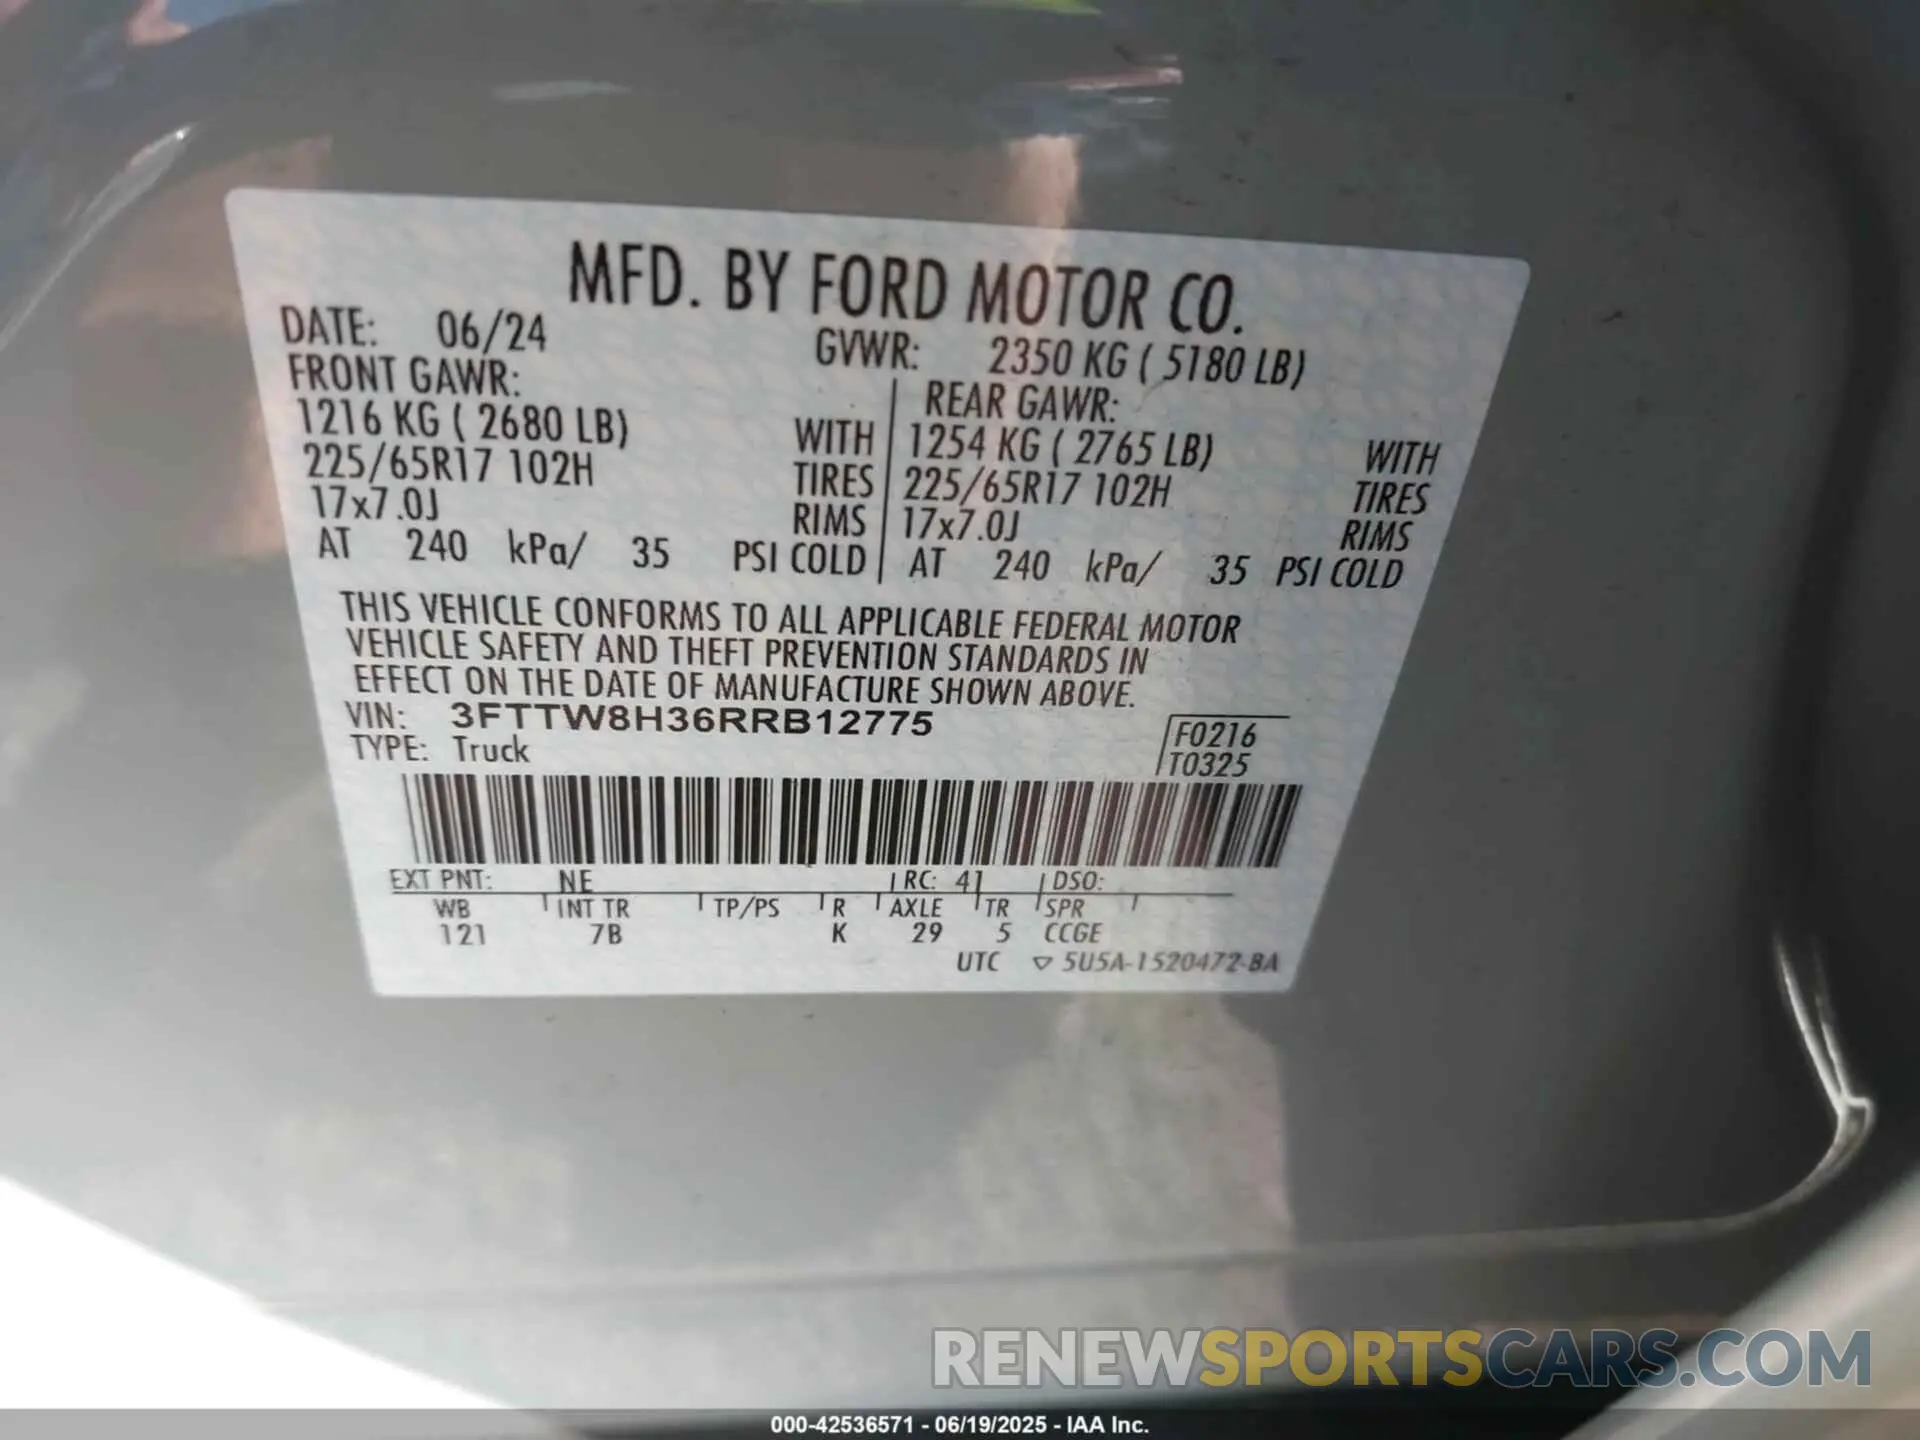 MFD. BY FORD MOTOR CO.
DATE: 06/24 GVWR: 2350 KG ( 5180 LB)
FRONT GAWR: REAR GAWR:
1216 KG ( 2680 LB) WITH 1254 KG ( 2765 LB) WITH
225/65R17 102H TIRES 225/65R17 102H TIRES
17x7.0J RIMS 17x7.0J RIMS
AT 240 kPa/ 35 PSI COLD AT 240 kPa/ 35 PSI COLD
THIS VEHICLE CONFORMS TO ALL APPLICABLE FEDERAL MOTOR
VEHICLE SAFETY AND THEFT PREVENTION STANDARDS IN
EFFECT ON THE DATE OF MANUFACTURE SHOWN ABOVE.
VIN: 3FTTW8H36RRB12775 F0216
TYPE: Truck T0325
EXT PNT: NE RC: 41 DSO:
WB INT TR TP/PS R AXLE TR SPR
121 7B K 29 5 CCGE
UTC ▽ 5U5A-1520472-BA
RENEWSPORTSCARS.COM
000-42536571 - 06/19/2025 - IAA Inc.